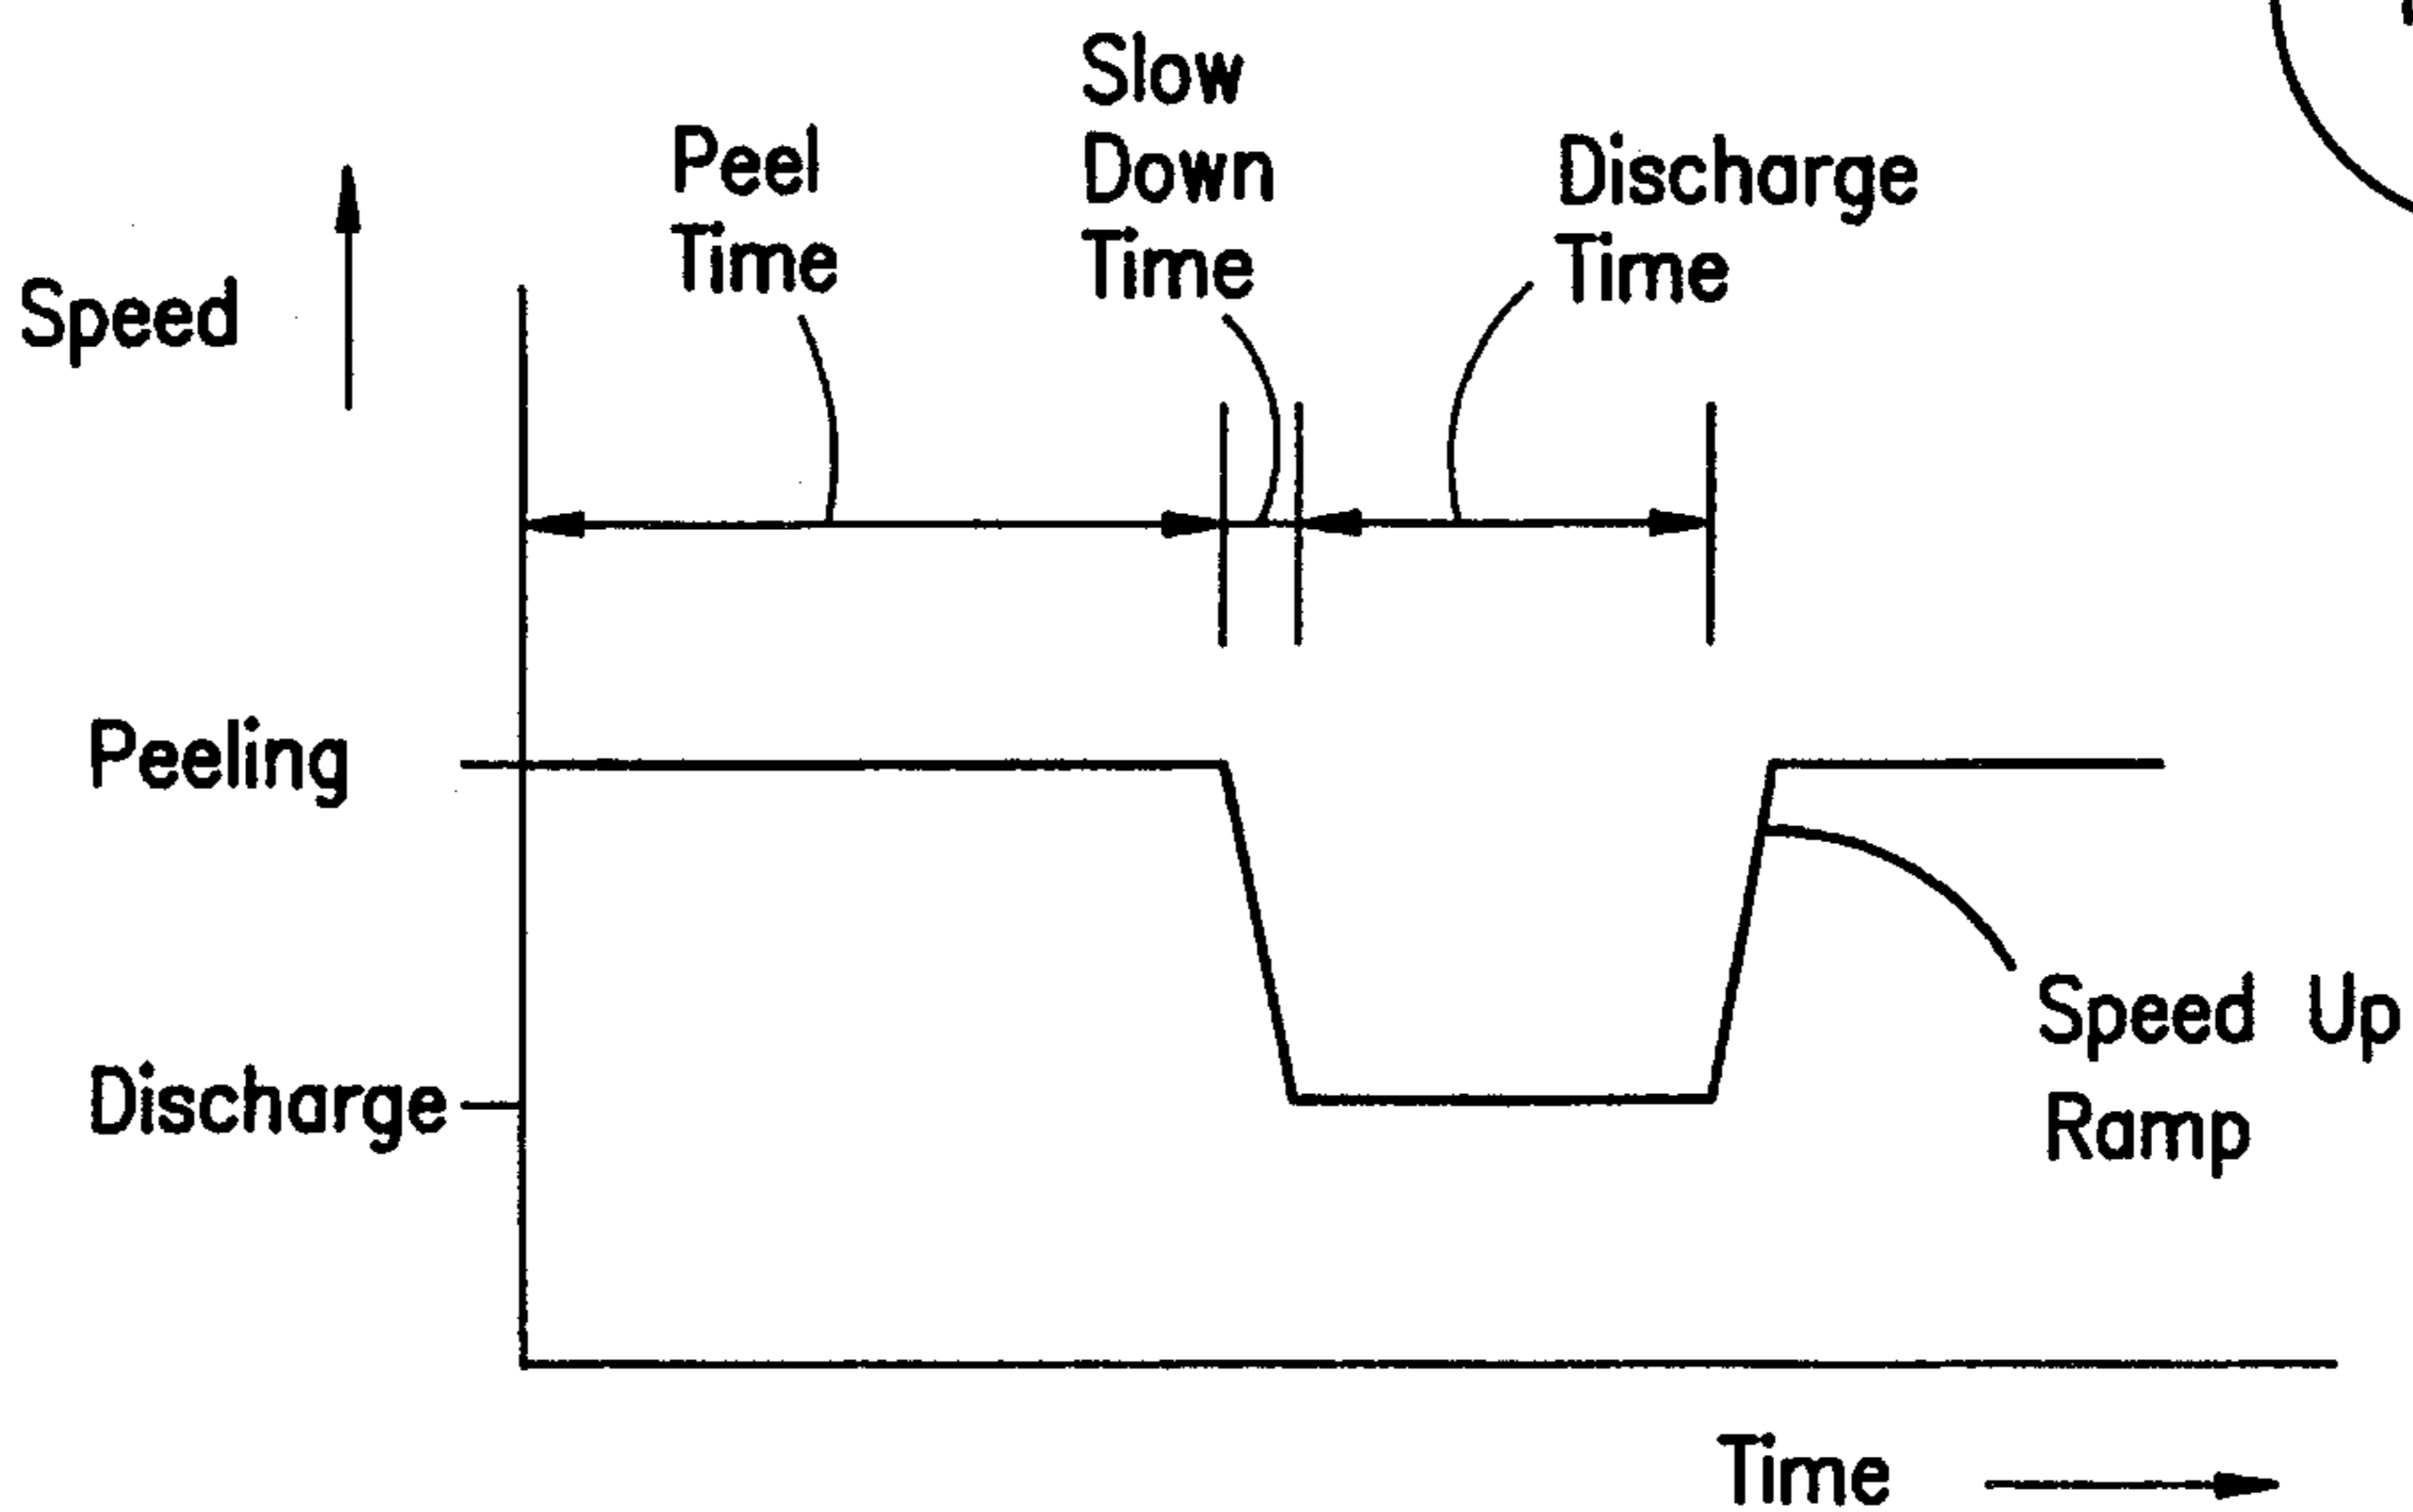 Slow
Peel
Down
Discharge
Time
Time
Time
Speed
Peeling
Discharge
Speed Up
Ramp
Time